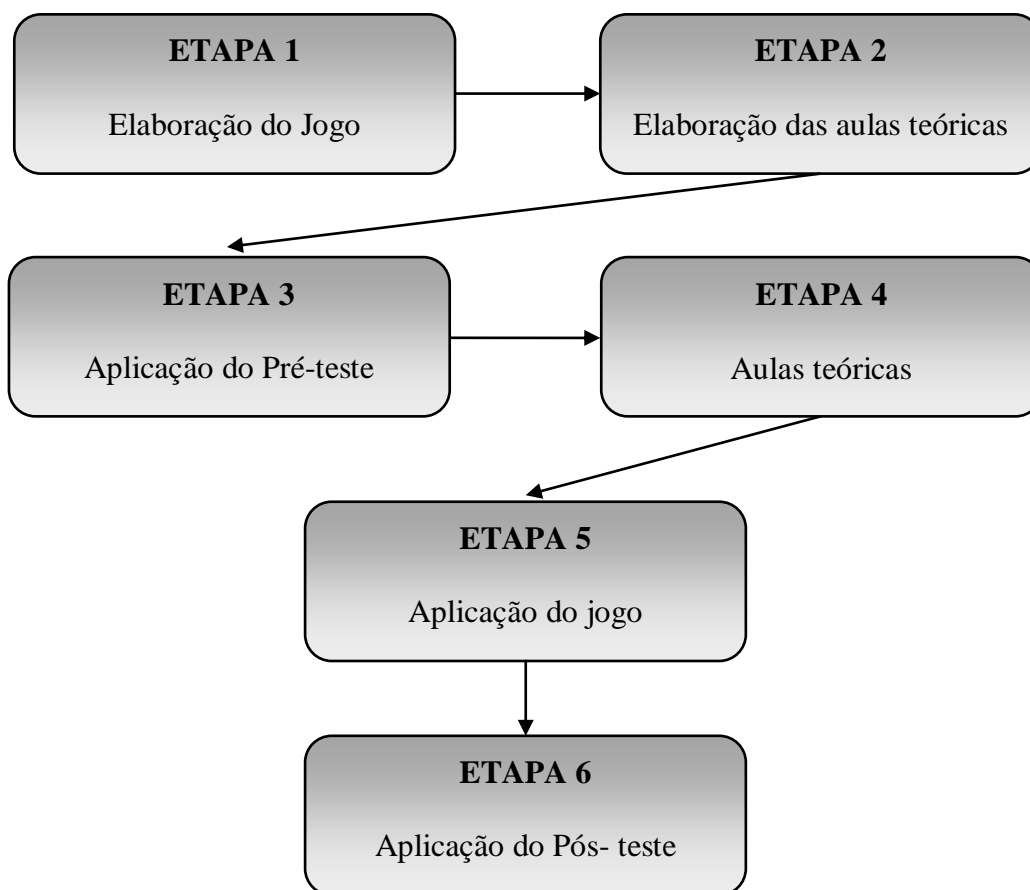 ETAPA 1
Elaboração do Jogo
ETAPA 2
Elaboração das aulas teóricas
ETAPA 3
Aplicação do Pré-teste
ETAPA 4
Aulas teóricas
ETAPA 5
Aplicação do jogo
ETAPA 6
Aplicação do Pós- teste